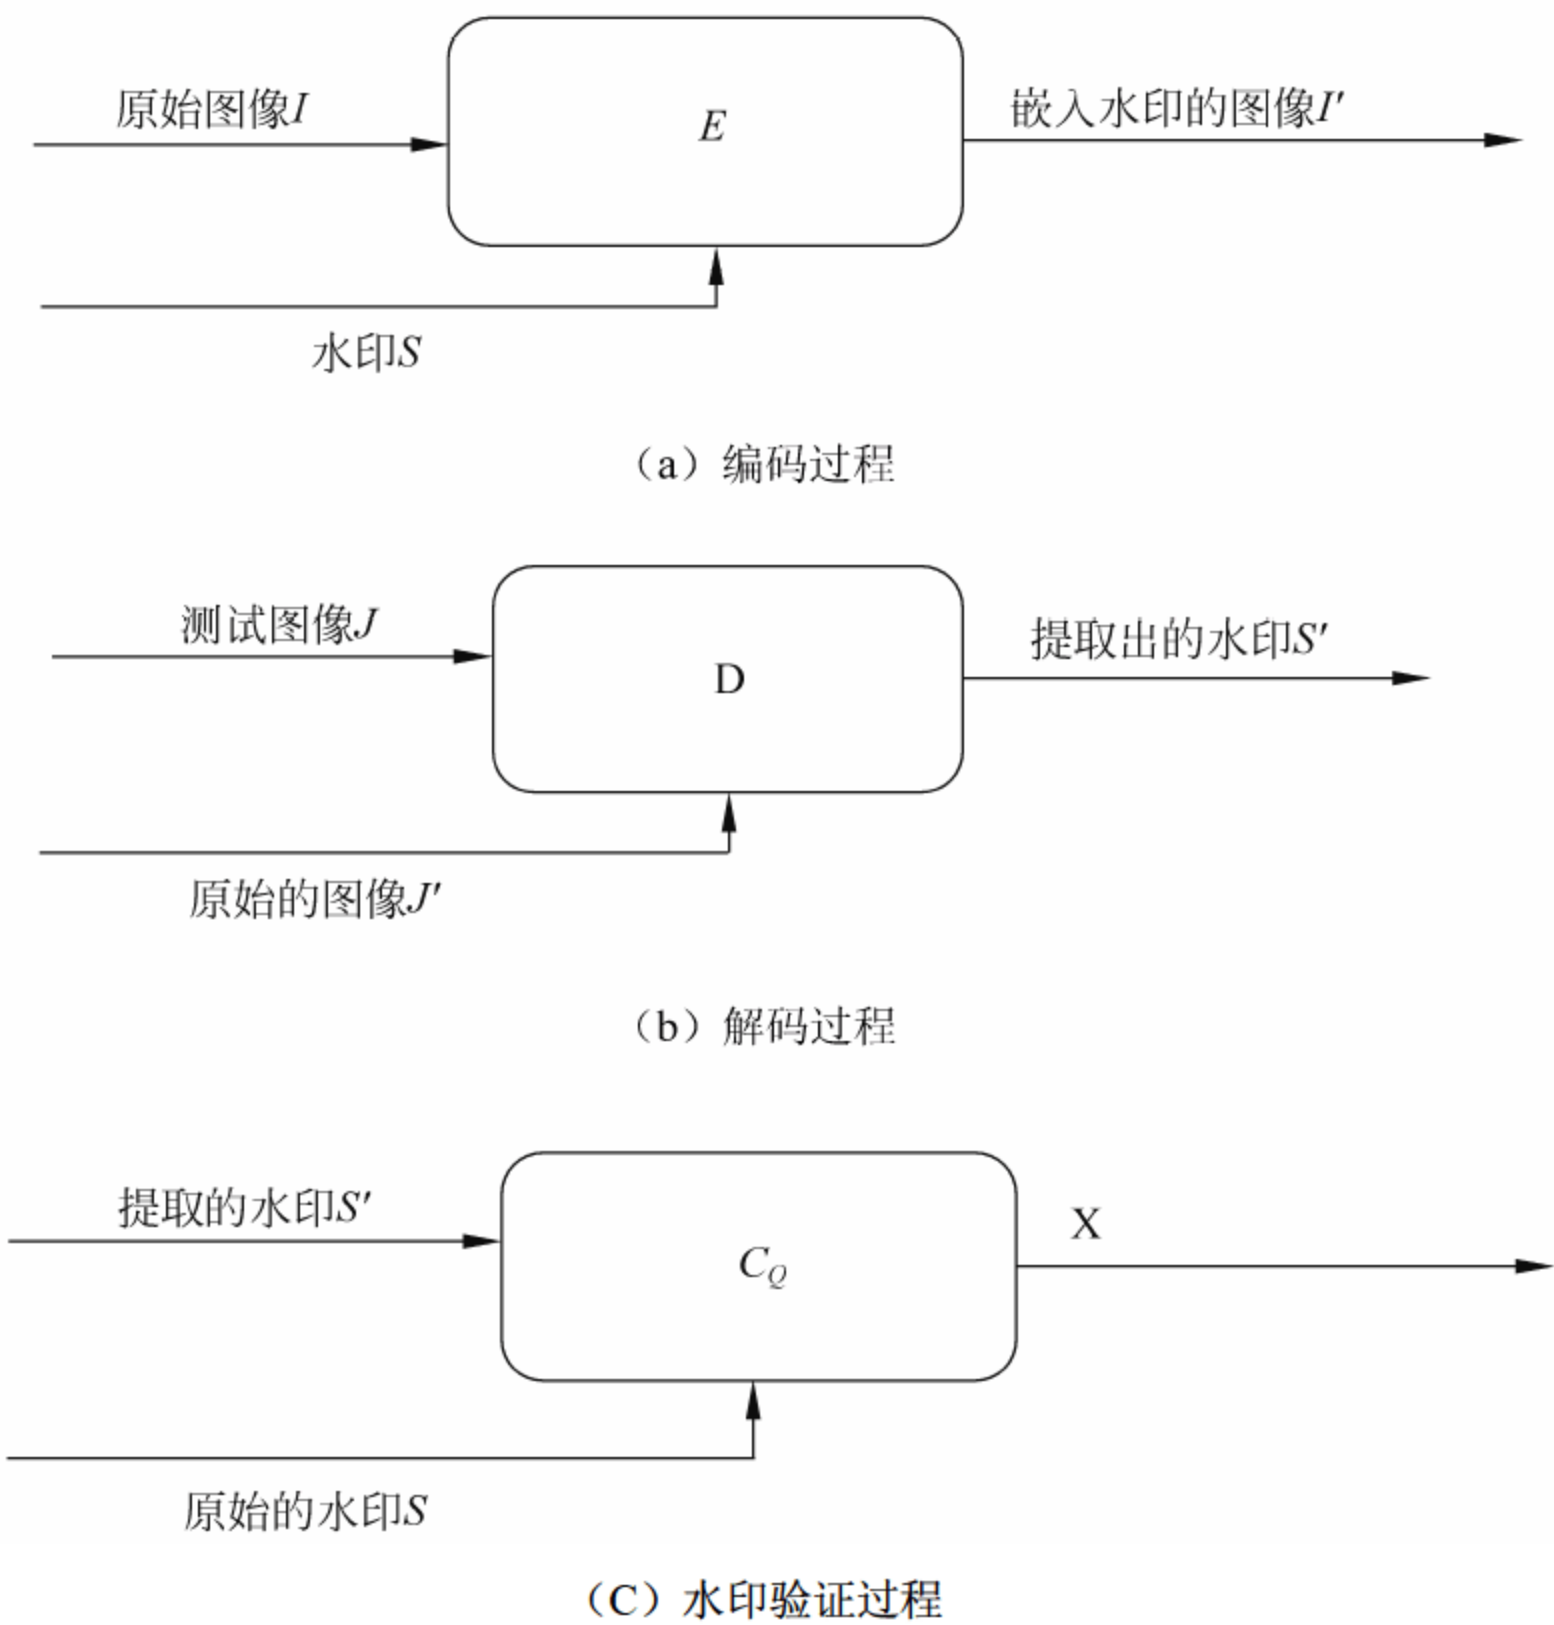 原始图像I
E
嵌入水印的图像I′
水印S
（a）编码过程
测试图像J
D
提取出的水印S′
原始的图像J′
（b）解码过程
提取的水印S′
C_Q
X
原始的水印S
（C）水印验证过程